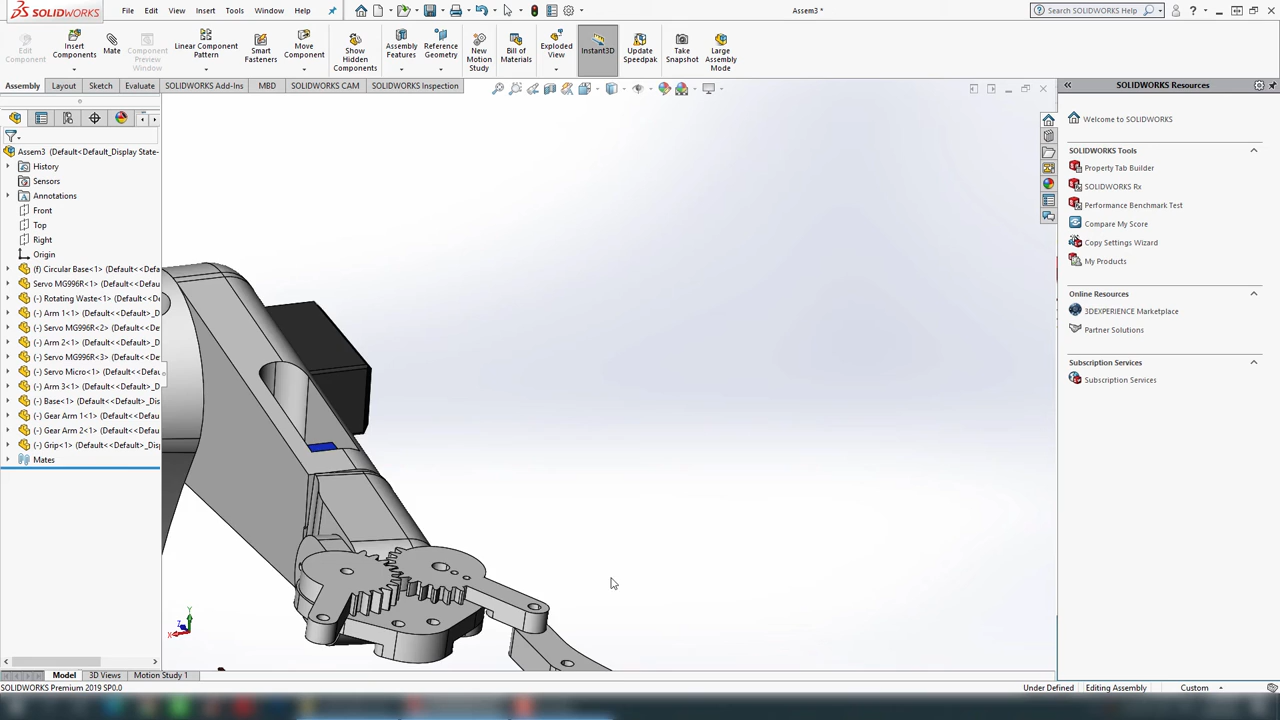 SOLIDWORKS
File Edit View Insert Tools Window Help
Assem3 *
Search SOLIDWORKS Help
Edit Component
Insert Components
Mate
Component Preview Window
Linear Component Pattern
Smart Fasteners
Move Component
Show Hidden Components
Assembly Features
Reference Geometry
New Motion Study
Bill of Materials
Exploded View
Instant3D
Update Speedpak
Take Snapshot
Large Assembly Mode
Assembly Layout Sketch Evaluate SOLIDWORKS Add-Ins MBD SOLIDWORKS CAM SOLIDWORKS Inspection
Assem3 (Default<Default_Display State-
History
Sensors
Annotations
Front
Top
Right
Origin
(f) Circular Base<1> (Default<<Defa
Servo MG996R<1> (Default<<Defau
(-) Rotating Waste<1> (Default<<De
(-) Arm 1<1> (Default<<Default>_D
(-) Servo MG996R<2> (Default<<De
(-) Arm 2<1> (Default<<Default>_D
(-) Servo MG996R<3> (Default<<De
(-) Servo Micro<1> (Default<<Defau
(-) Arm 3<1> (Default<<Default>_D
(-) Base<1> (Default<<Default>_Dis
(-) Gear Arm 1<1> (Default<<Defau
(-) Gear Arm 2<1> (Default<<Defau
(-) Grip<1> (Default<<Default>_Disp
Mates
Y
Z
X
SOLIDWORKS Resources
Welcome to SOLIDWORKS
SOLIDWORKS Tools
Property Tab Builder
SOLIDWORKS Rx
Performance Benchmark Test
Compare My Score
Copy Settings Wizard
My Products
Online Resources
3DEXPERIENCE Marketplace
Partner Solutions
Subscription Services
Subscription Services
Model 3D Views Motion Study 1
SOLIDWORKS Premium 2019 SP0.0
Under Defined Editing Assembly Custom